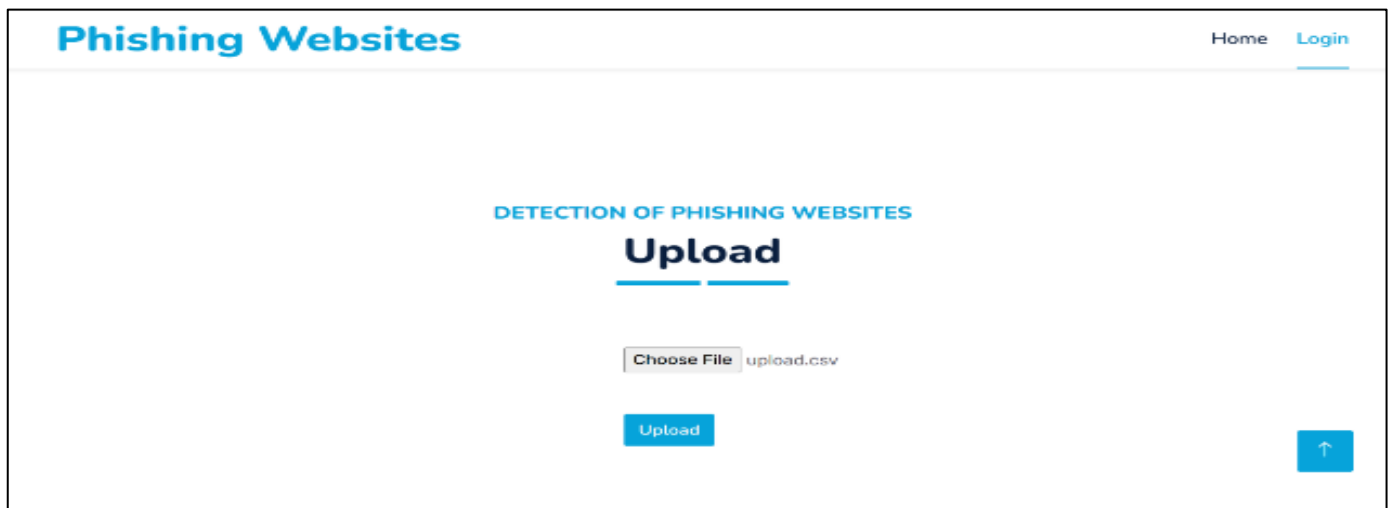 Phishing Websites
Home Login
DETECTION OF PHISHING WEBSITES
Upload
Choose File upload.csv
Upload